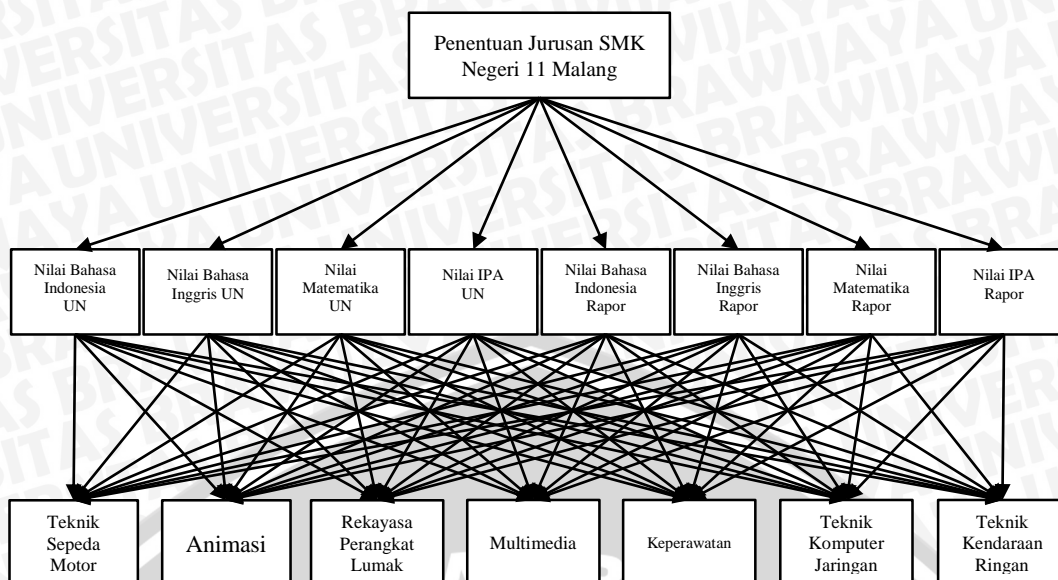 Penentuan Jurusan SMK
Negeri 11 Malang
Nilai Bahasa
Indonesia
UN
Nilai Bahasa
Inggris UN
Nilai
Matematika
UN
Nilai IPA
UN
Nilai Bahasa
Indonesia
Rapor
Nilai Bahasa
Inggris
Rapor
Nilai
Matematika
Rapor
Nilai IPA
Rapor
Teknik
Sepeda
Motor
Animasi
Rekayasa
Perangkat
Lumak
Multimedia
Keperawatan
Teknik
Komputer
Jaringan
Teknik
Kendaraan
Ringan